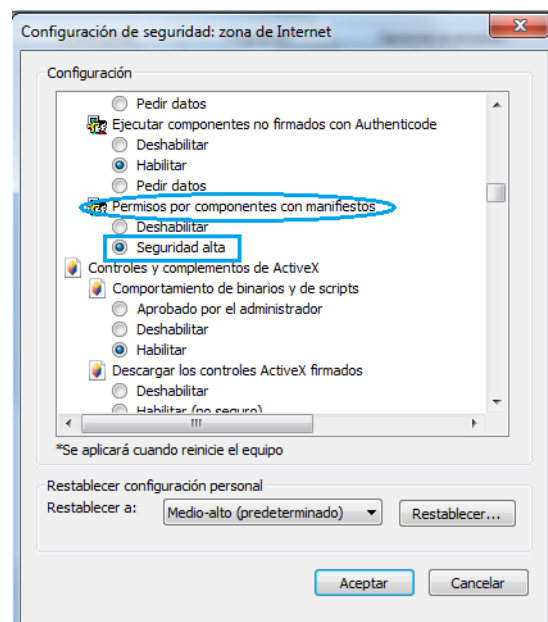 Configuración de seguridad: zona de Internet
Configuración
Pedir datos
Ejecutar componentes no firmados con Authenticode
Deshabilitar
Habilitar
Pedir datos
Permisos por componentes con manifiestos
Deshabilitar
Seguridad alta
Controles y complementos de ActiveX
Comportamiento de binarios y de scripts
Aprobado por el administrador
Deshabilitar
Habilitar
Descargar los controles ActiveX firmados
Deshabilitar
Habilitar (no seguro)
*Se aplicará cuando reinicie el equipo
Restablecer configuración personal
Restablecer a: Medio-alto (predeterminado) Restablecer...
Aceptar Cancelar